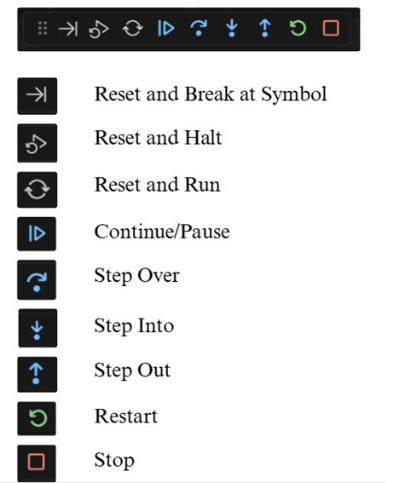 Reset and Break at Symbol
Reset and Halt
Reset and Run
Continue/Pause
Step Over
Step Into
Step Out
Restart
Stop